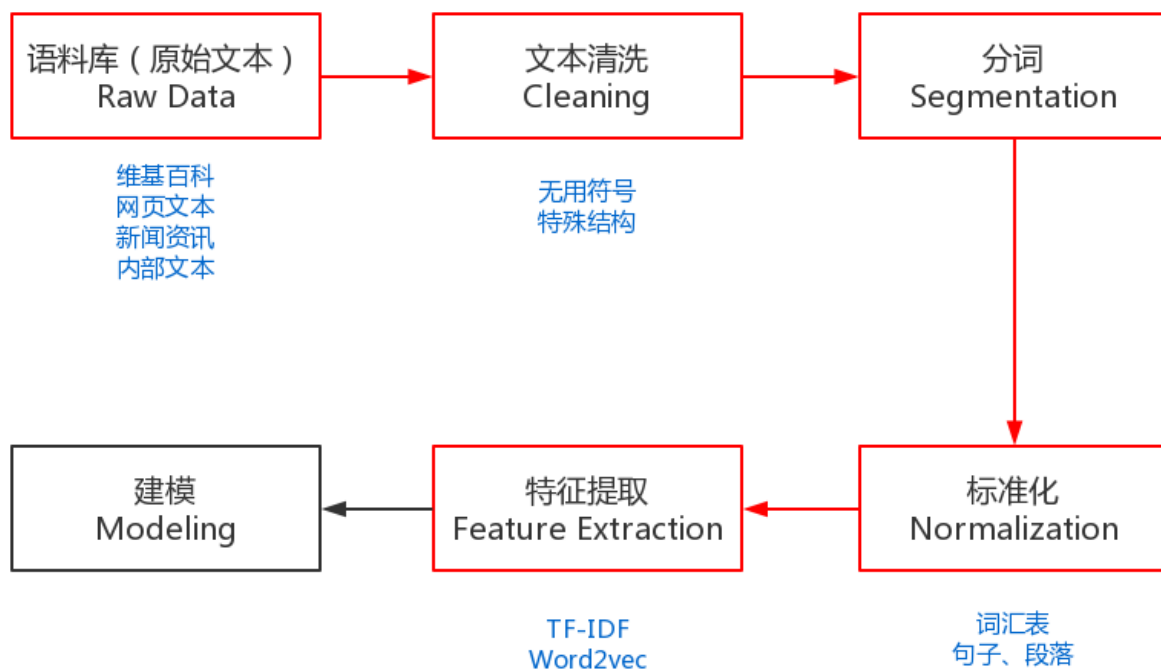 语料库（原始文本）
Raw Data
文本清洗
Cleaning
分词
Segmentation
维基百科
网页文本
新闻资讯
内部文本
无用符号
特殊结构
建模
Modeling
特征提取
Feature Extraction
标准化
Normalization
TF-IDF
Word2vec
词汇表
句子、段落